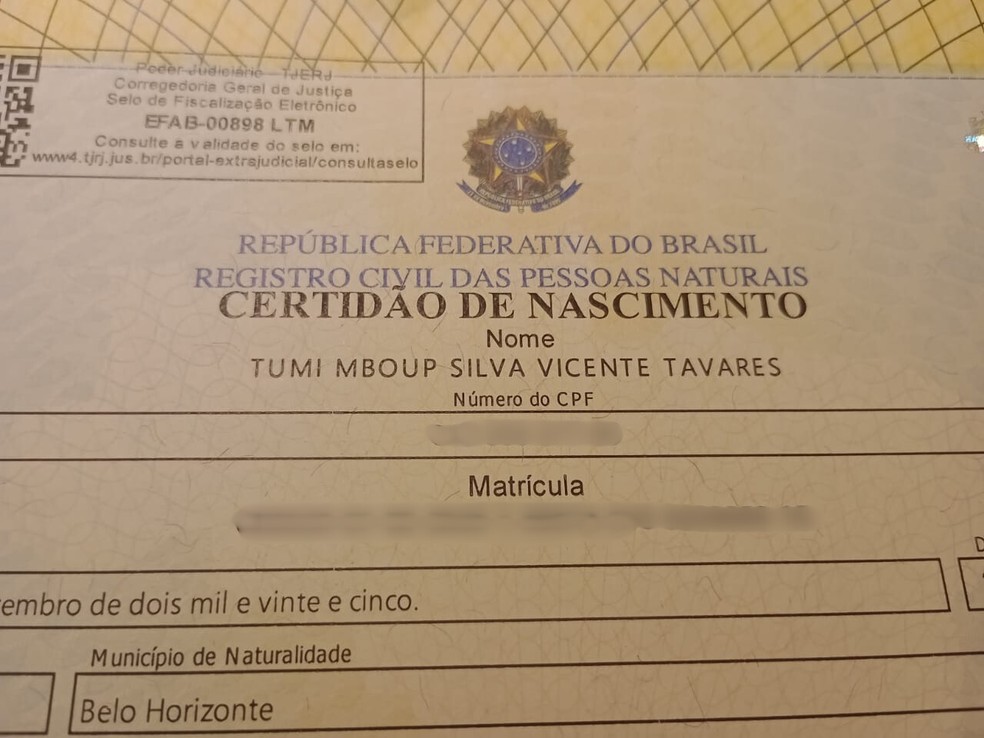 Poder Judiciário - TJERJ
Corregedoria Geral de Justiça
Selo de Fiscalização Eletrônico
EFAB-00898 LTM
Consulte a validade do selo em:
www4.tjrj.jus.br/portal-extrajudicial/consultaselo
REPÚBLICA FEDERATIVA DO BRASIL
REGISTRO CIVIL DAS PESSOAS NATURAIS
CERTIDÃO DE NASCIMENTO
Nome
TUMI MBOUP SILVA VICENTE TAVARES
Número do CPF
Matrícula
embro de dois mil e vinte e cinco.
Município de Naturalidade
Belo Horizonte